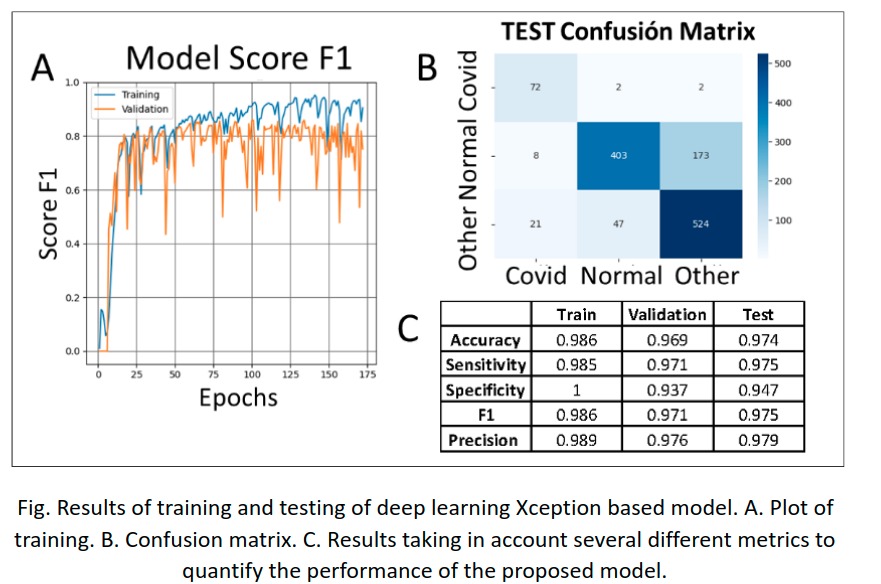 A
Model Score F1
Training
Validation
1.0
0.8
0.6
0.4
0.2
0.0
Score F1
0 25 50 75 100 125 150 175
Epochs
B
TEST Confusión Matrix
Other Normal Covid
72 2 2
8 403 173
21 47 524
Covid Normal Other
500
400
300
200
100
C
Train Validation Test
Accuracy 0.986 0.969 0.974
Sensitivity 0.985 0.971 0.975
Specificity 1 0.937 0.947
F1 0.986 0.971 0.975
Precision 0.989 0.976 0.979
Fig. Results of training and testing of deep learning Xception based model. A. Plot of
training. B. Confusion matrix. C. Results taking in account several different metrics to
quantify the performance of the proposed model.